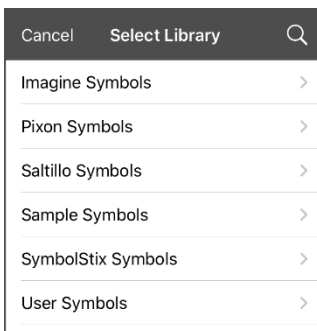 Cancel Select Library
Imagine Symbols
Pixon Symbols
Saltillo Symbols
Sample Symbols
SymbolStix Symbols
User Symbols